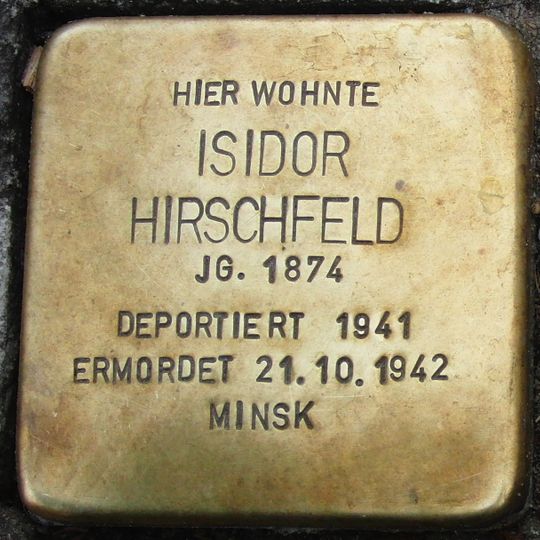 HIER WOHNTE
ISIDOR
HIRSCHFELD
JG. 1874
DEPORTIERT 1941
ERMORDET 21.10.1942
MINSK